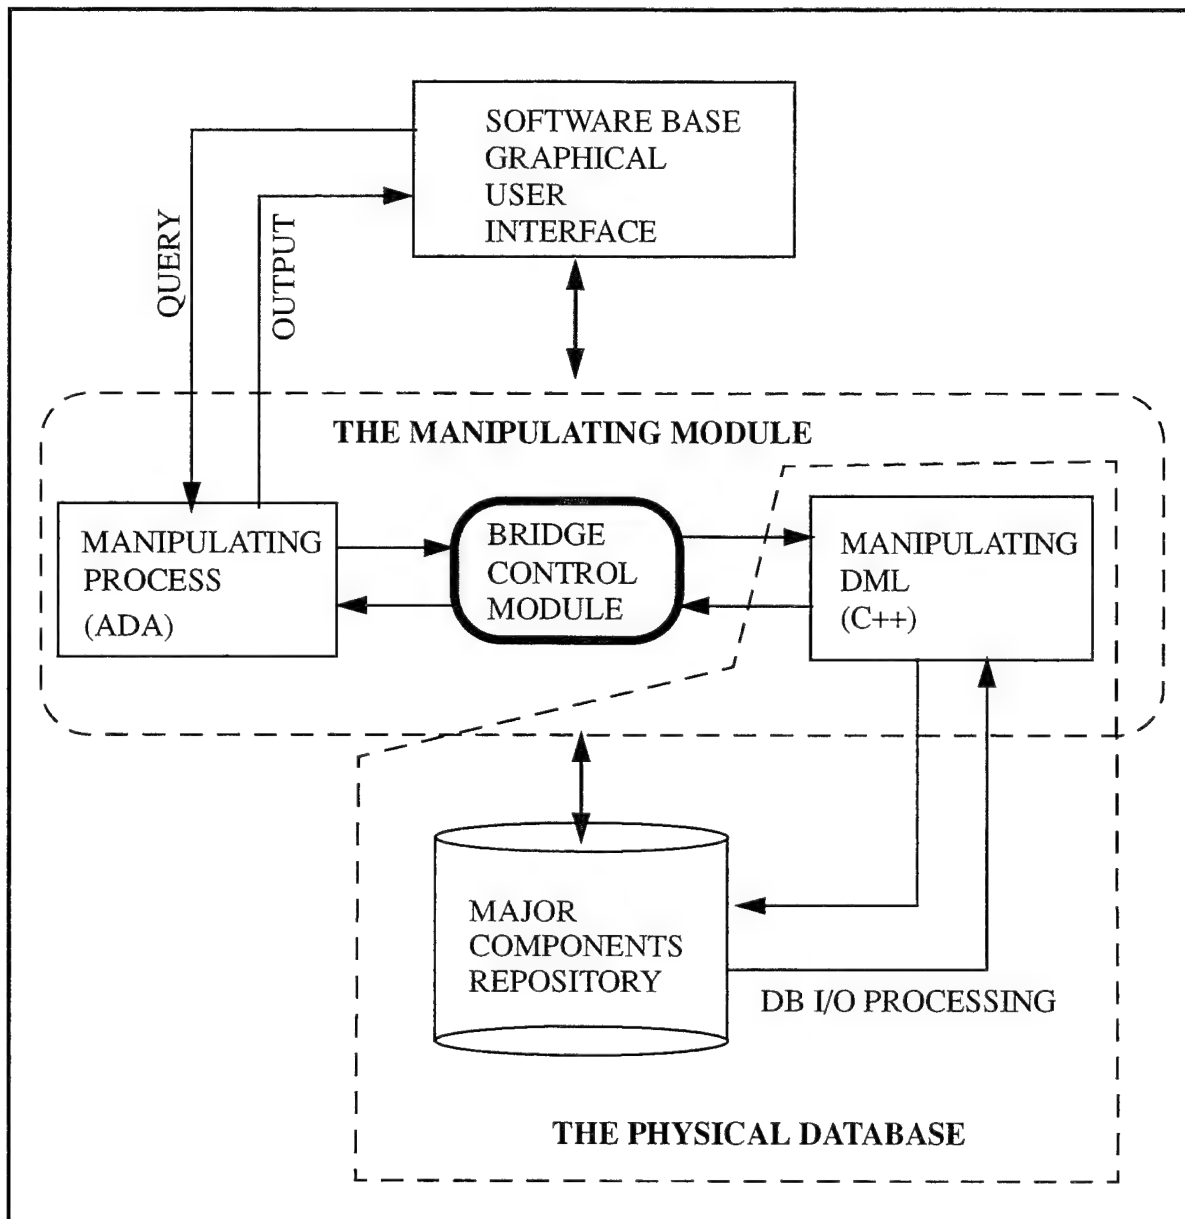 SOFTWARE BASE
GRAPHICAL
USER
INTERFACE
QUERY
OUTPUT
THE MANIPULATING MODULE
MANIPULATING
PROCESS
(ADA)
BRIDGE
CONTROL
MODULE
MANIPULATING
DML
(C++)
MAJOR
COMPONENTS
REPOSITORY
DB I/O PROCESSING
THE PHYSICAL DATABASE